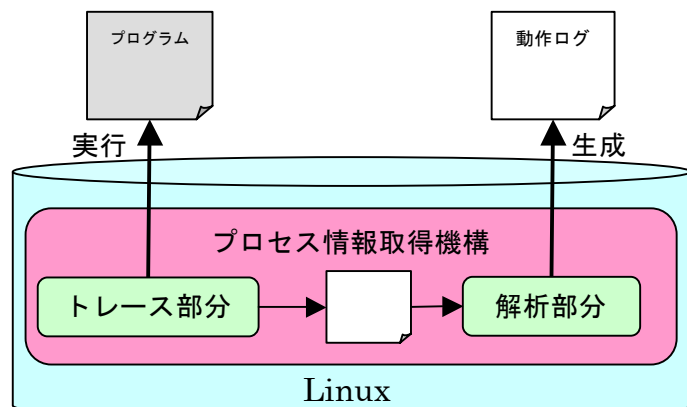 プログラム
動作ログ
実行
生成
プロセス情報取得機構
トレース部分
解析部分
Linux